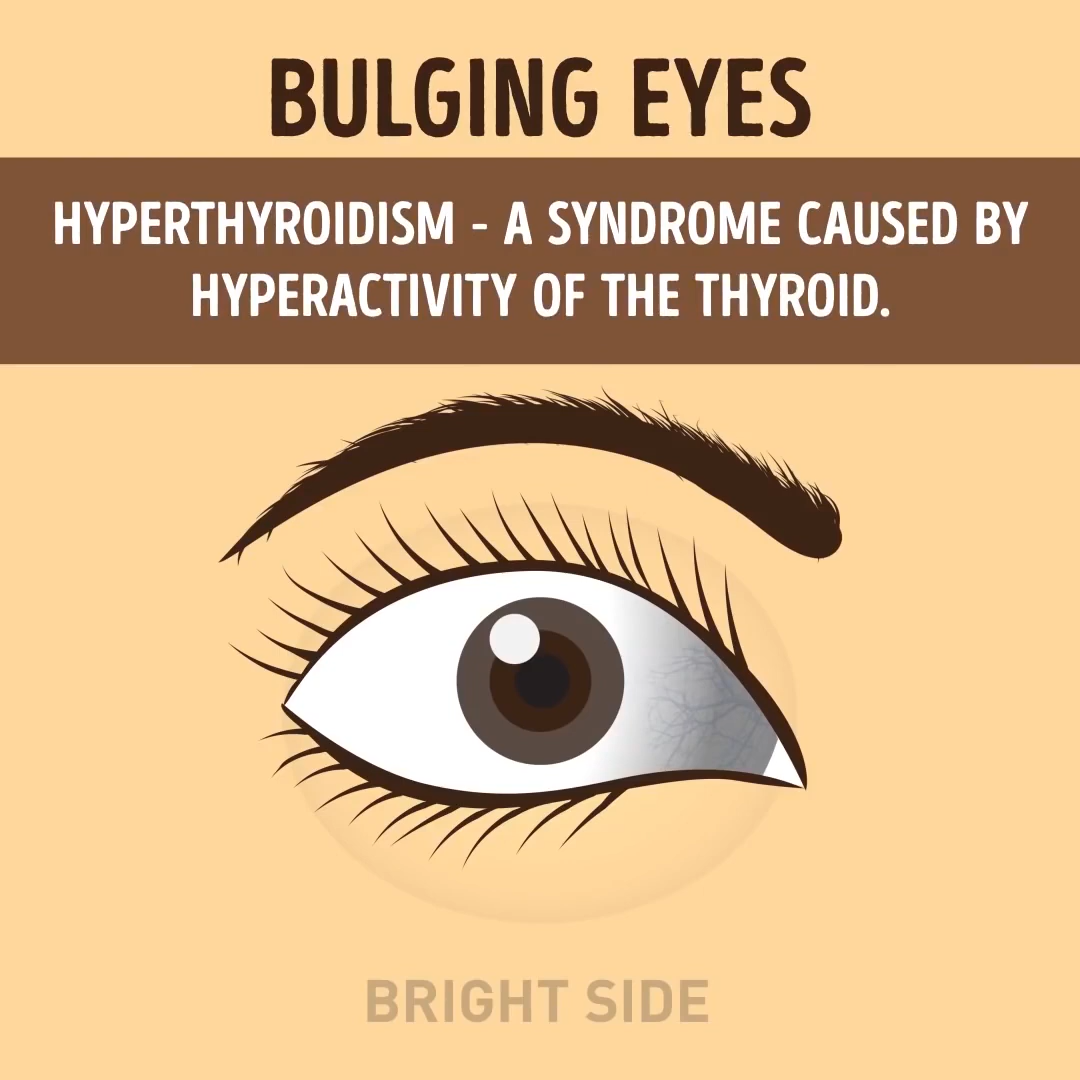 BULGING EYES
HYPERTHYROIDISM - A SYNDROME CAUSED BY
HYPERACTIVITY OF THE THYROID.
BRIGHT SIDE